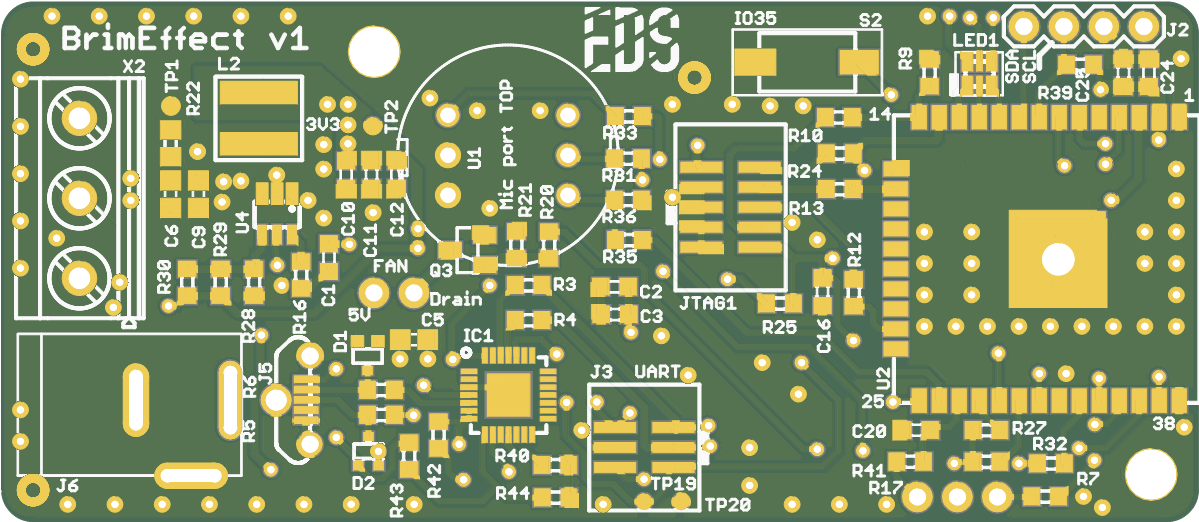 BrimEffect v1
EDS
IO35
S2
J2
X2
TP1
L2
R22
3V3
TP2
U1
Mic port TOP
R33
R31
R36
R35
R10
R24
R13
R9
LED1
SDA
SCL
R39
C25
C24
14
1
C6
C9
R29
U4
C10
C11
C12
R21
R20
Q3
FAN
Drain
5V
R30
C1
R28
R16
D1
C5
IC1
R3
R4
C2
C3
JTAG1
R25
C16
R12
U2
25
38
J3
UART
J5
R6
R5
J6
D2
R43
R42
R40
R44
TP19
TP20
C20
R41
R17
R27
R32
R7